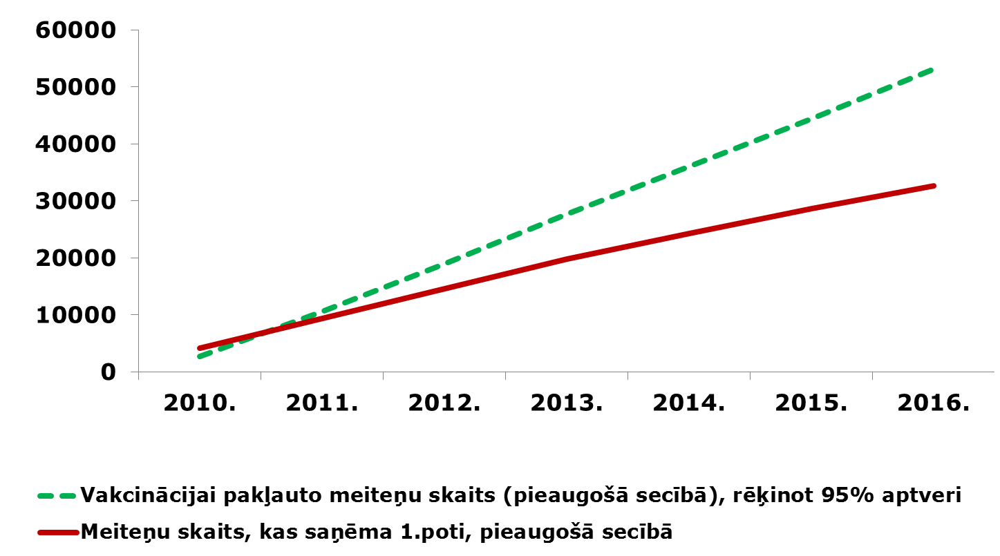 60000
50000
40000
30000
20000
10000
0
2010. 2011. 2012. 2013. 2014. 2015. 2016.
Vakcinācijai pakļauto meiteņu skaits (pieaugošā secībā), rēķinot 95% aptveri
Meiteņu skaits, kas saņēma 1.poti, pieaugošā secībā